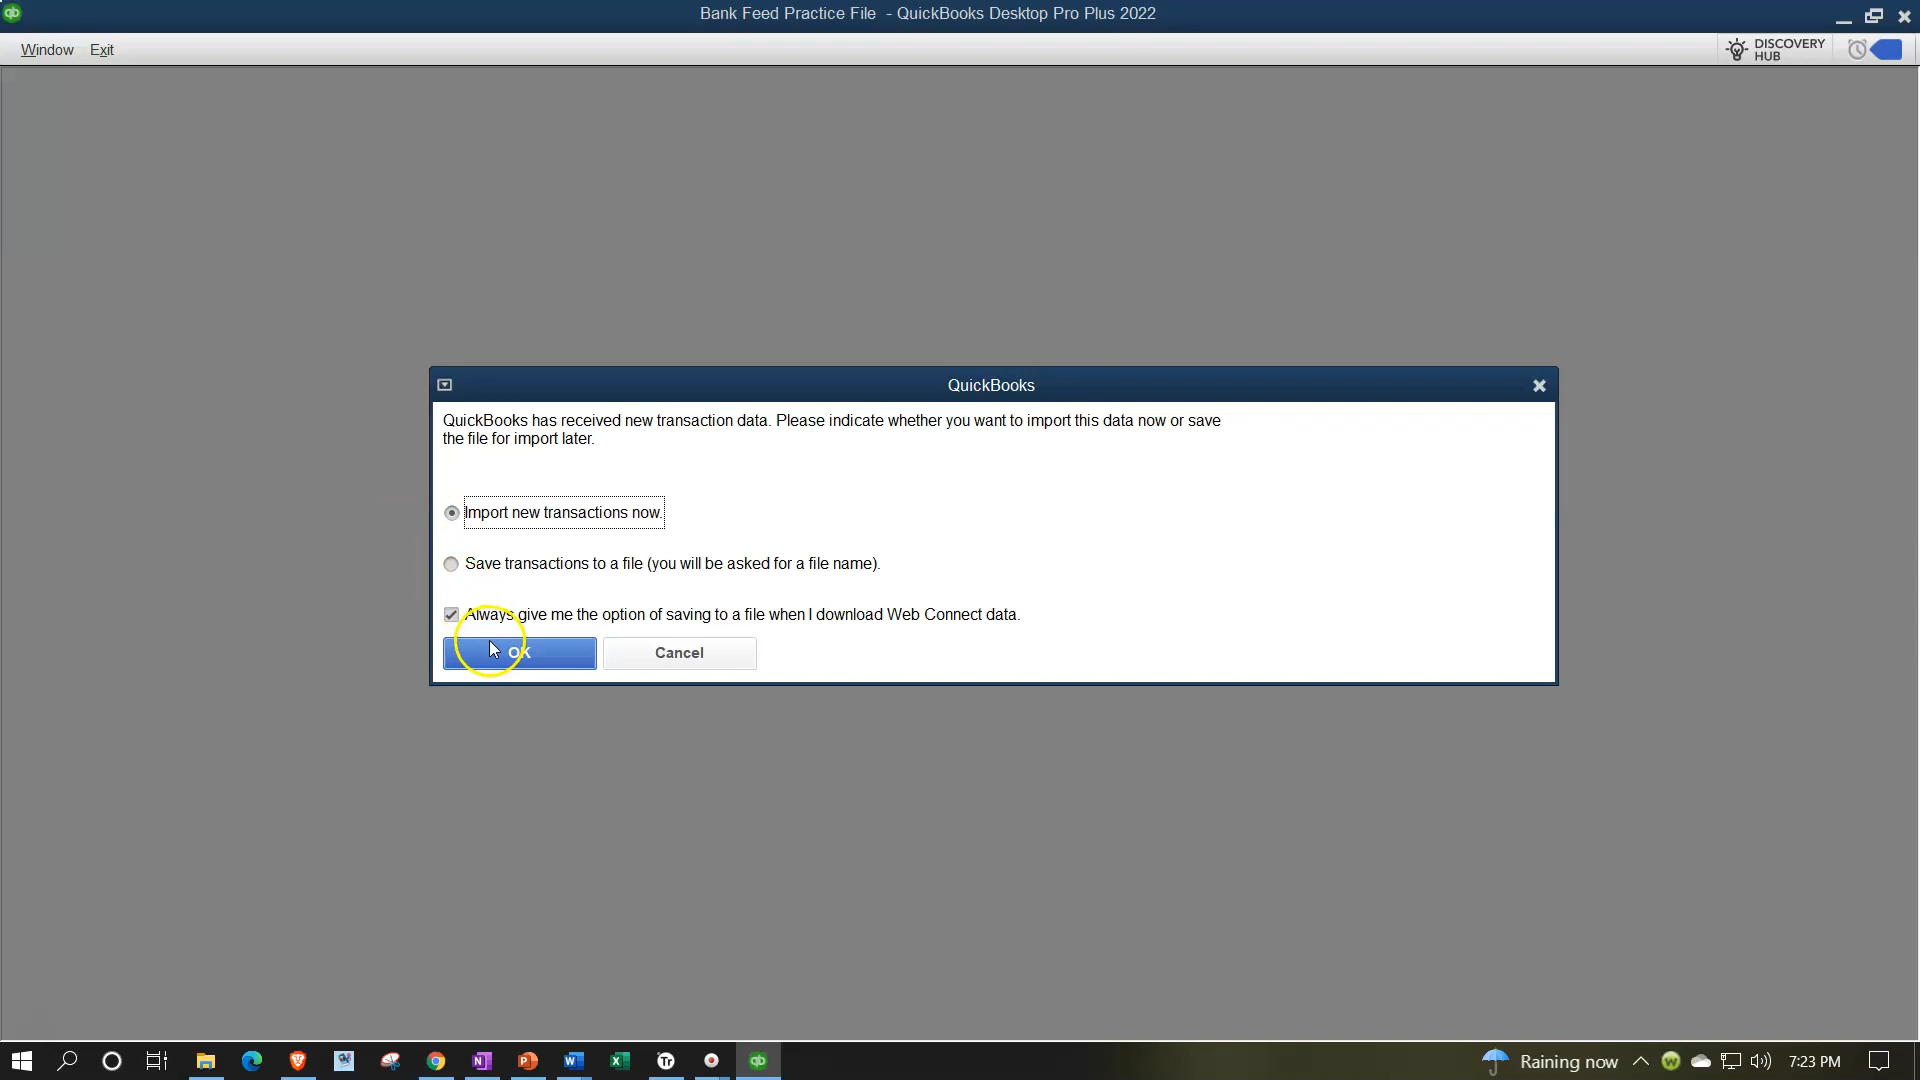 Bank Feed Practice File - QuickBooks Desktop Pro Plus 2022
Window Exit
DISCOVERY
HUB
QuickBooks
QuickBooks has received new transaction data. Please indicate whether you want to import this data now or save
the file for import later.
Import new transactions now.
Save transactions to a file (you will be asked for a file name).
Always give me the option of saving to a file when I download Web Connect data.
OK Cancel
Raining now 7:23 PM